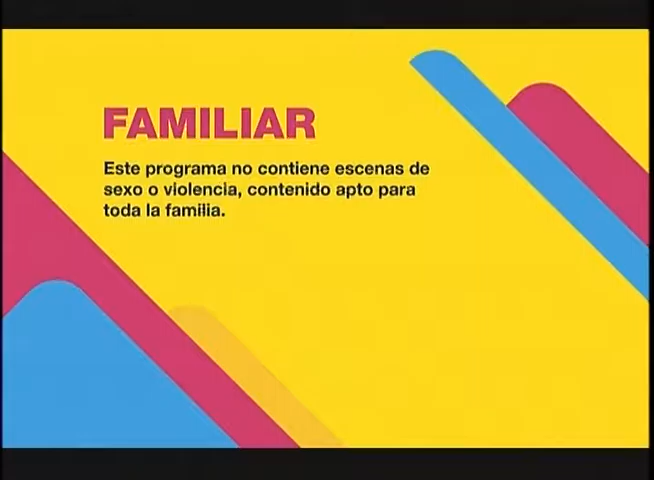 FAMILIAR
Este programa no contiene escenas de
sexo o violencia, contenido apto para
toda la familia.